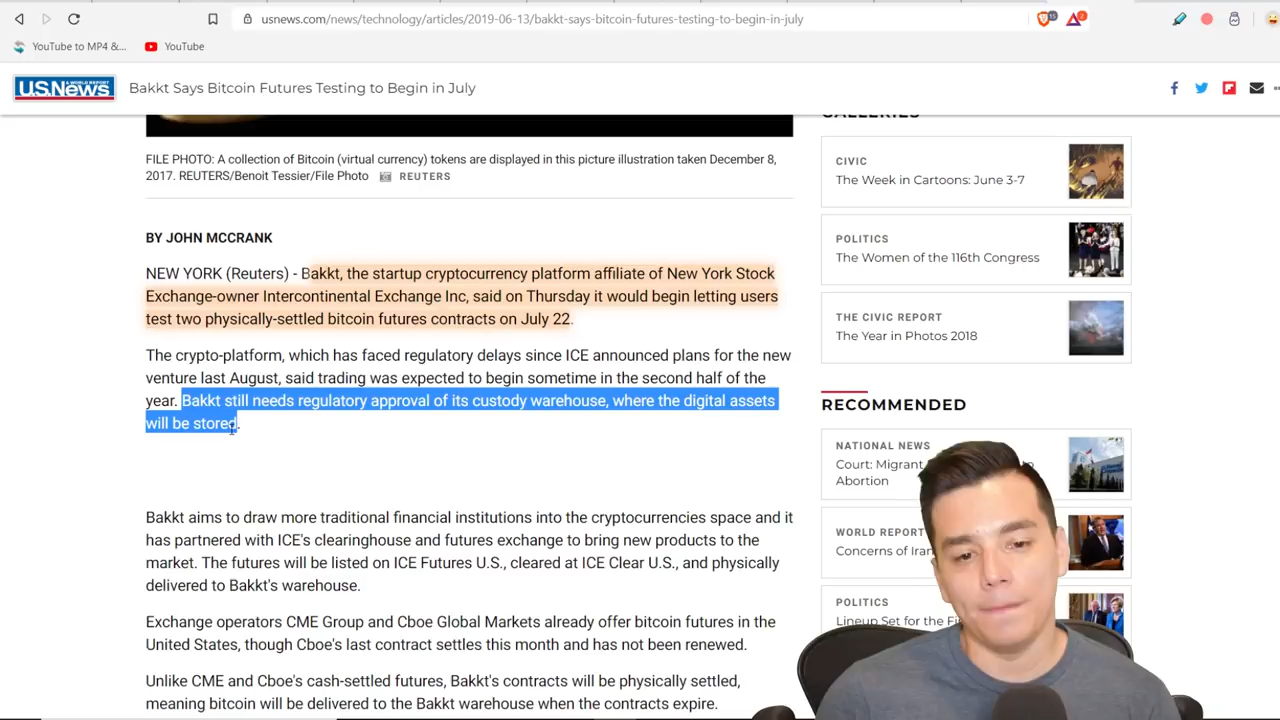 usnews.com/news/technology/articles/2019-06-13/bakkt-says-bitcoin-futures-testing-to-begin-in-july
15
2
YouTube to MP4 &...
YouTube
A WORLD REPORT
U.S.News
Bakkt Says Bitcoin Futures Testing to Begin in July
GALLERIES
FILE PHOTO: A collection of Bitcoin (virtual currency) tokens are displayed in this picture illustration taken December 8,
2017. REUTERS/Benoit Tessier/File Photo
REUTERS
BY JOHN MCCRANK
NEW YORK (Reuters) - Bakkt, the startup cryptocurrency platform affiliate of New York Stock
Exchange-owner Intercontinental Exchange Inc, said on Thursday it would begin letting users
test two physically-settled bitcoin futures contracts on July 22.
The crypto-platform, which has faced regulatory delays since ICE announced plans for the new
venture last August, said trading was expected to begin sometime in the second half of the
year. Bakkt still needs regulatory approval of its custody warehouse, where the digital assets
will be stored.
Bakkt aims to draw more traditional financial institutions into the cryptocurrencies space and it
has partnered with ICE's clearinghouse and futures exchange to bring new products to the
market. The futures will be listed on ICE Futures U.S., cleared at ICE Clear U.S., and physically
delivered to Bakkt's warehouse.
Exchange operators CME Group and Cboe Global Markets already offer bitcoin futures in the
United States, though Cboe's last contract settles this month and has not been renewed.
Unlike CME and Cboe's cash-settled futures, Bakkt's contracts will be physically settled,
meaning bitcoin will be delivered to the Bakkt warehouse when the contracts expire.
CIVIC
The Week in Cartoons: June 3-7
POLITICS
The Women of the 116th Congress
THE CIVIC REPORT
The Year in Photos 2018
RECOMMENDED
NATIONAL NEWS
Court: Migrant
Abortion
WORLD REPORT
Concerns of
POLITICS
Lineup Set for the